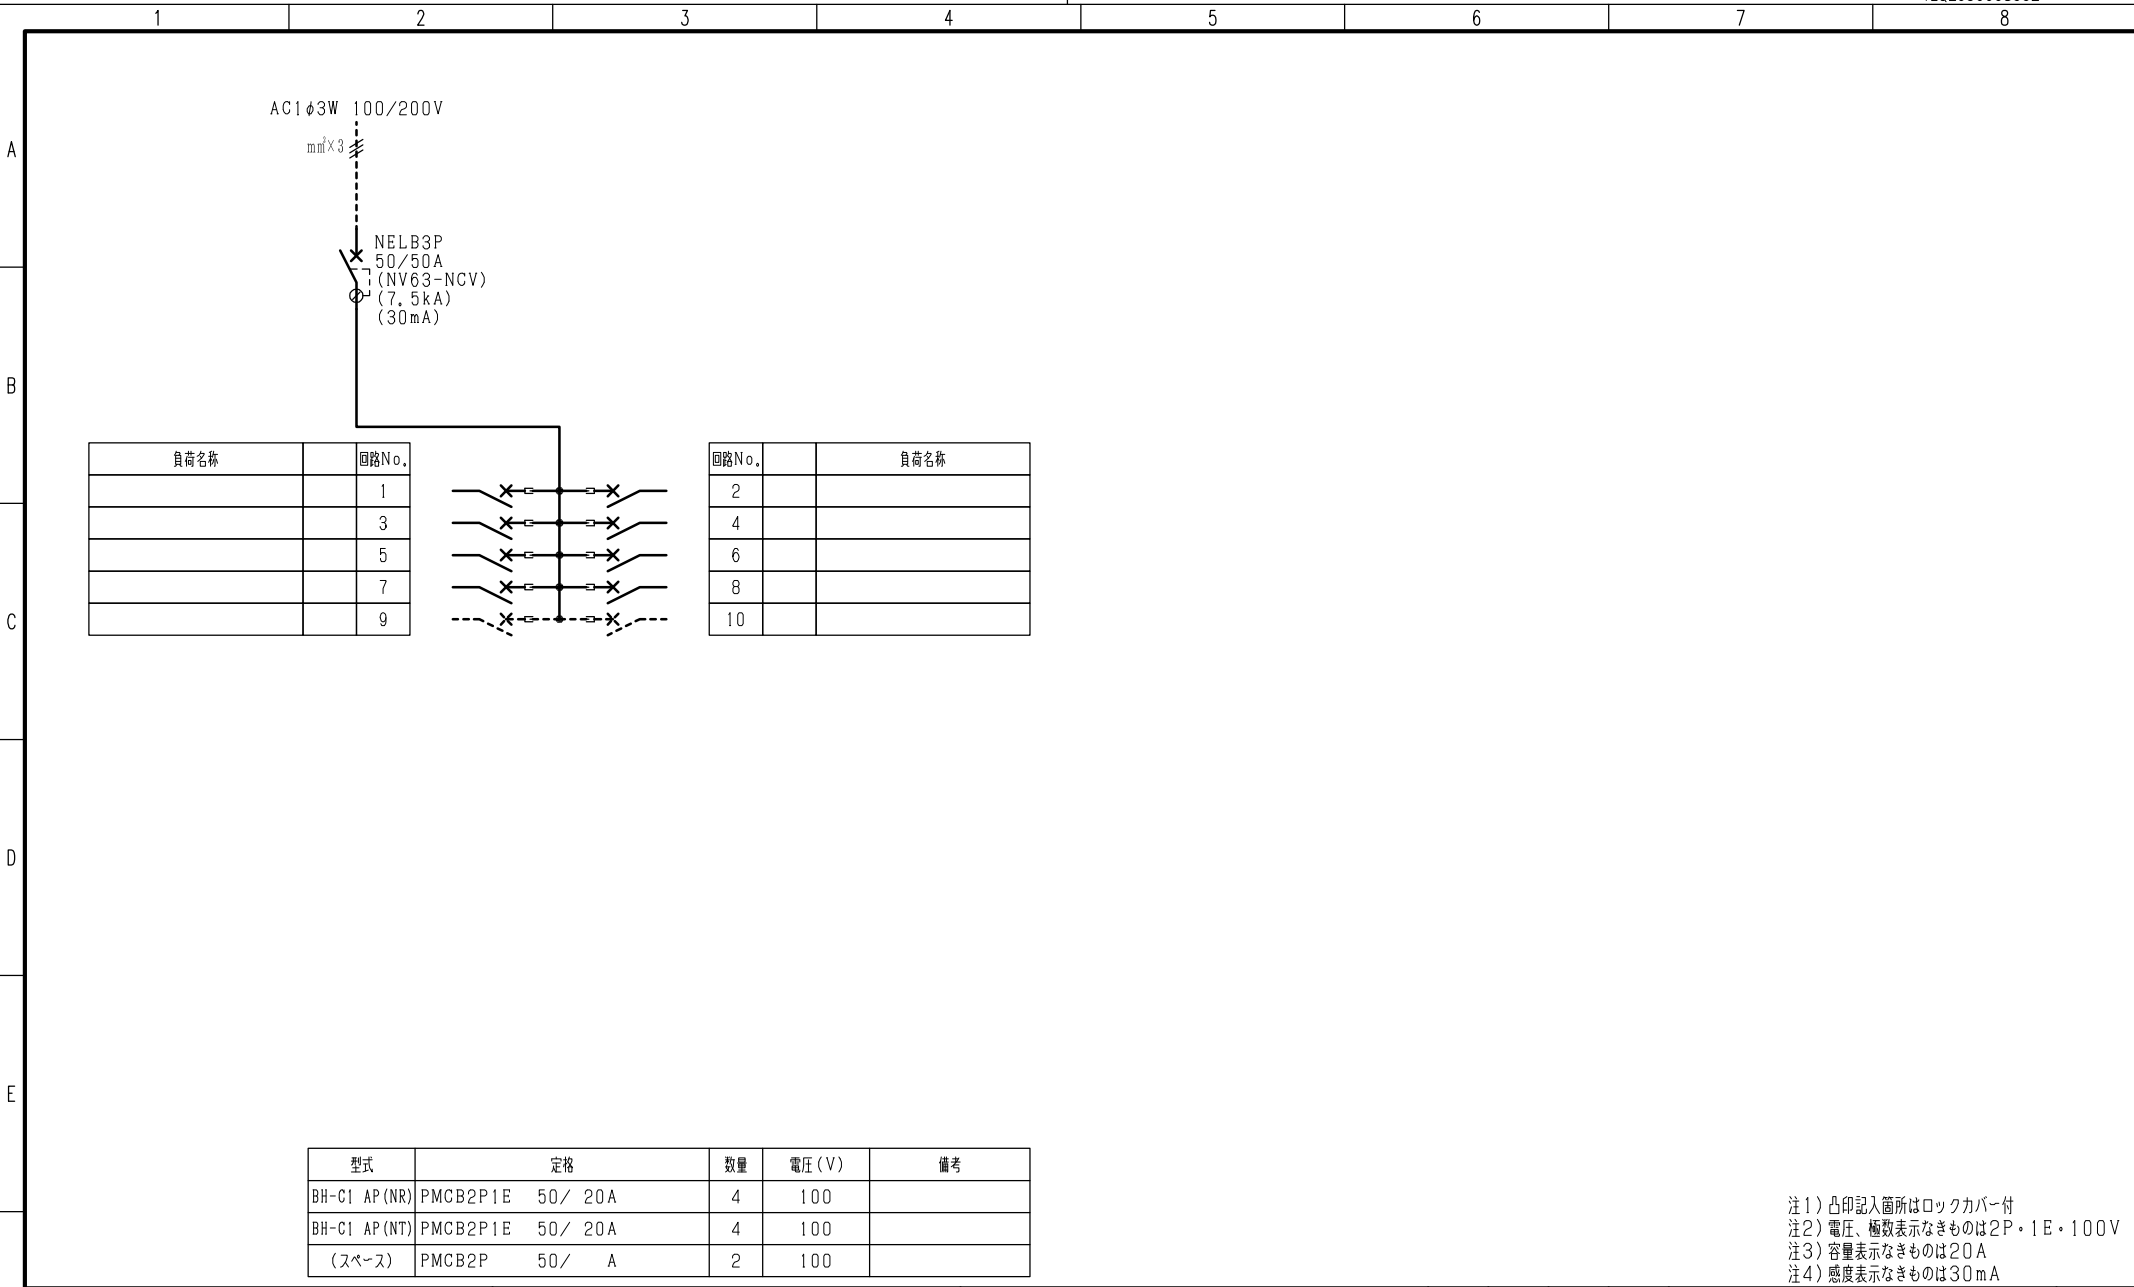 1 2 3 4 5 6 7 8
A
B
C
D
E
AC1φ3W 100/200V
mm²×3
NELB3P
50/50A
(NV63-NCV)
(7.5kA)
(30mA)
負荷名称 回路No.
1
3
5
7
9
回路No. 負荷名称
2
4
6
8
10
型式 定格 数量 電圧(V) 備考
BH-C1 AP(NR) PMCB2P1E 50/ 20A 4 100
BH-C1 AP(NT) PMCB2P1E 50/ 20A 4 100
(スペース) PMCB2P 50/ A 2 100
注1)凸印記入箇所はロックカバー付
注2)電圧、極数表示なきものは2P・1E・100V
注3)容量表示なきものは20A
注4)感度表示なきものは30mA